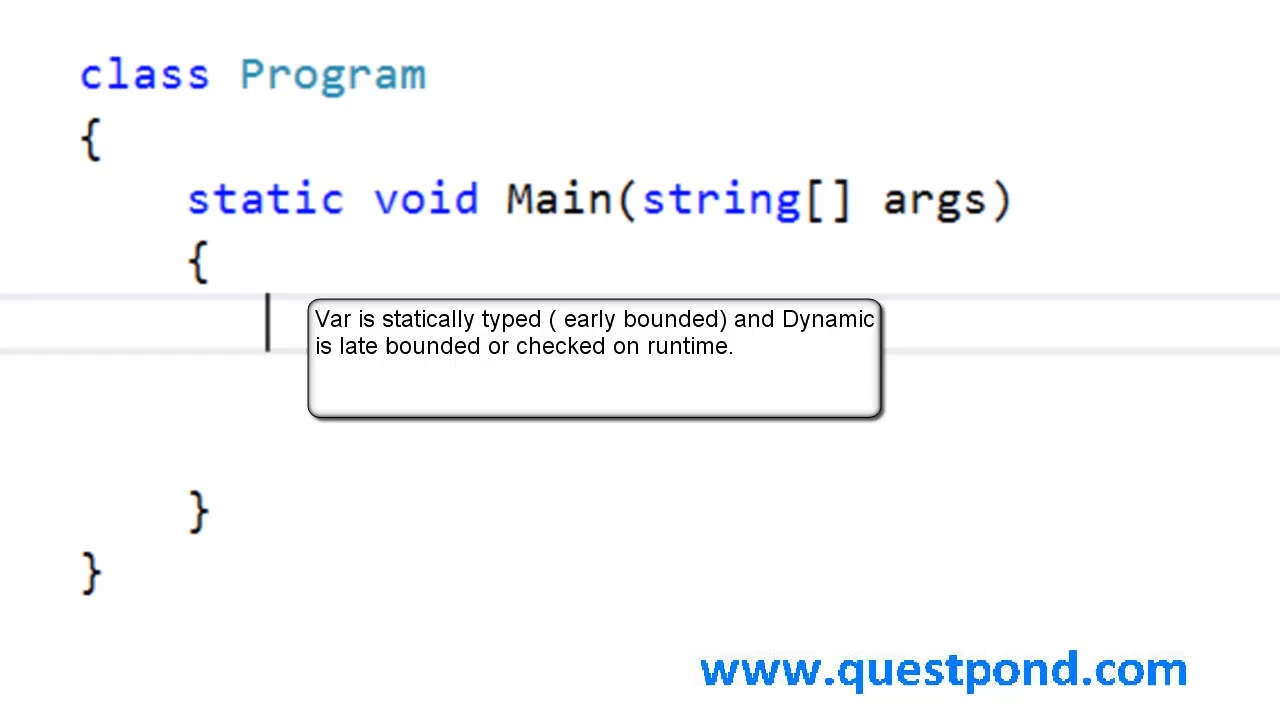 class Program
{
static void Main(string[] args)
{
Var is statically typed ( early bounded) and Dynamic
is late bounded or checked on runtime.
}
}
www.questpond.com